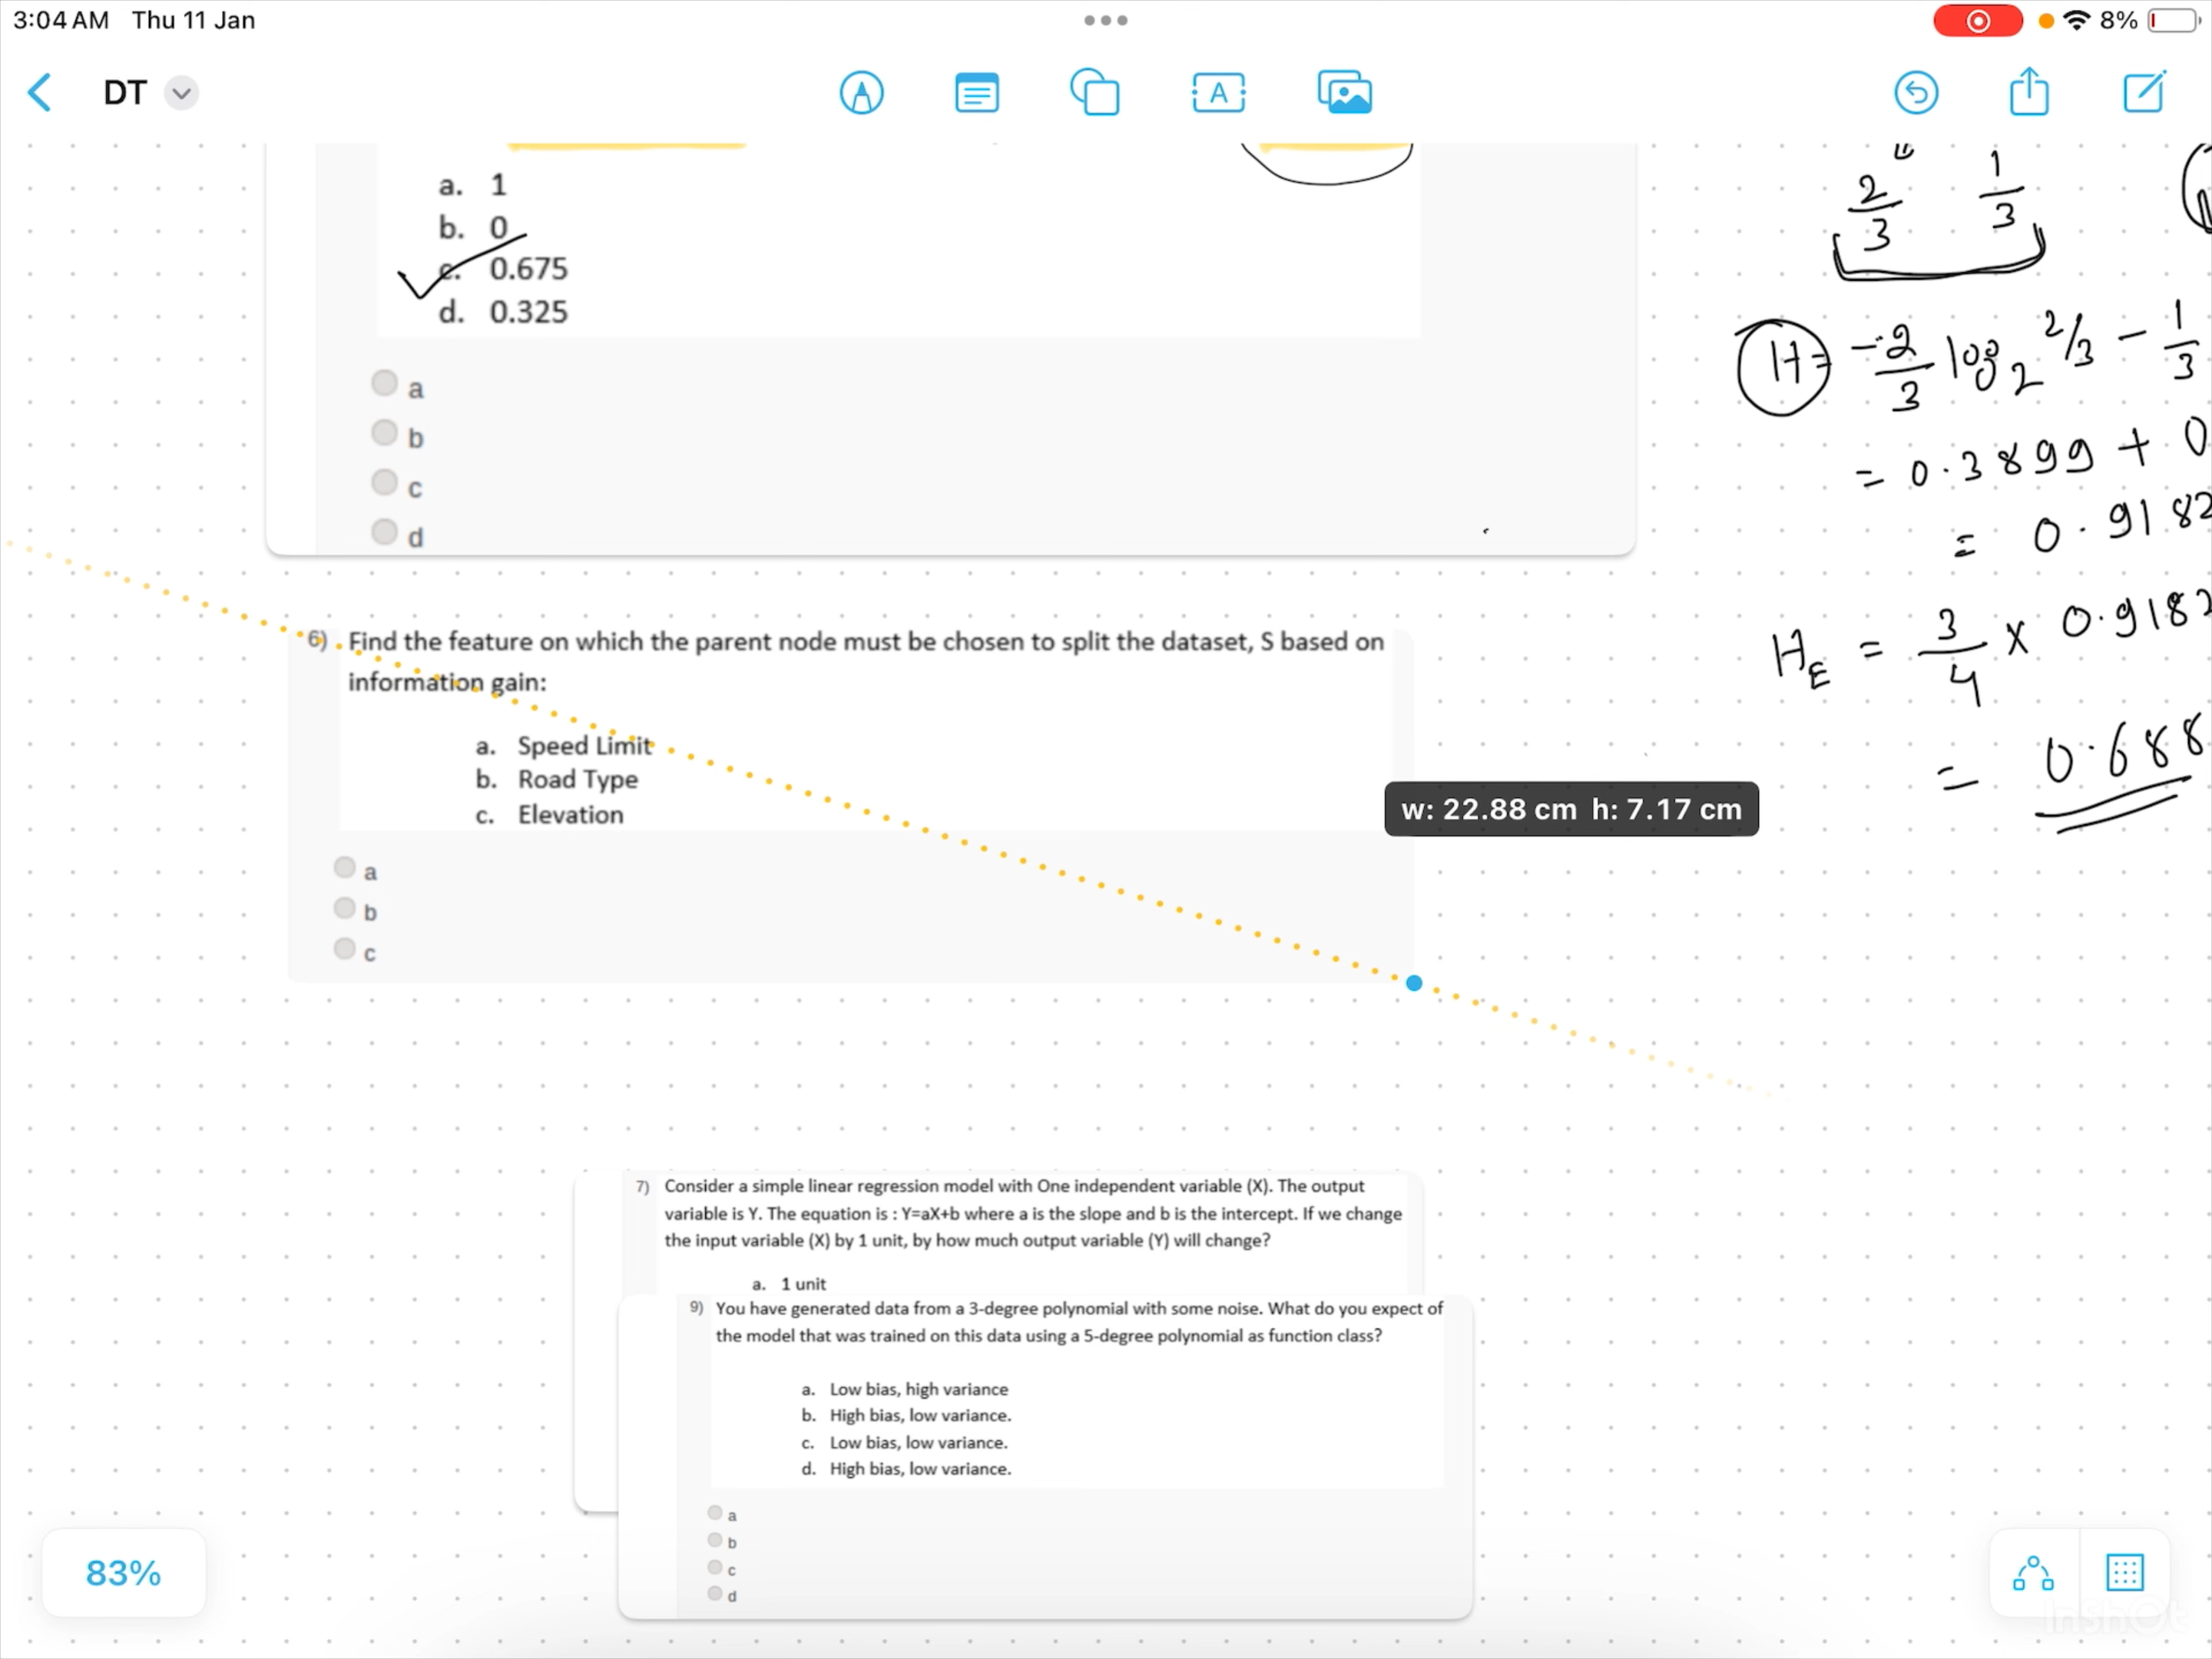 3:04 AM Thu 11 Jan
8%
DT
A
a. 1
b. 0
c. 0.675
d. 0.325
a
b
c
d
2/3 1/3
H = -2/3 log2 2/3 - 1/3
= 0.3899 + 0
= 0.9182
HE = 3/4 x 0.9182
= 0.688
6) Find the feature on which the parent node must be chosen to split the dataset, S based on
information gain:
a. Speed Limit
b. Road Type
c. Elevation
w: 22.88 cm h: 7.17 cm
a
b
c
7) Consider a simple linear regression model with One independent variable (X). The output
variable is Y. The equation is : Y=aX+b where a is the slope and b is the intercept. If we change
the input variable (X) by 1 unit, by how much output variable (Y) will change?
a. 1 unit
9) You have generated data from a 3-degree polynomial with some noise. What do you expect of
the model that was trained on this data using a 5-degree polynomial as function class?
a. Low bias, high variance
b. High bias, low variance.
c. Low bias, low variance.
d. High bias, low variance.
a
b
c
d
83%
InShOt